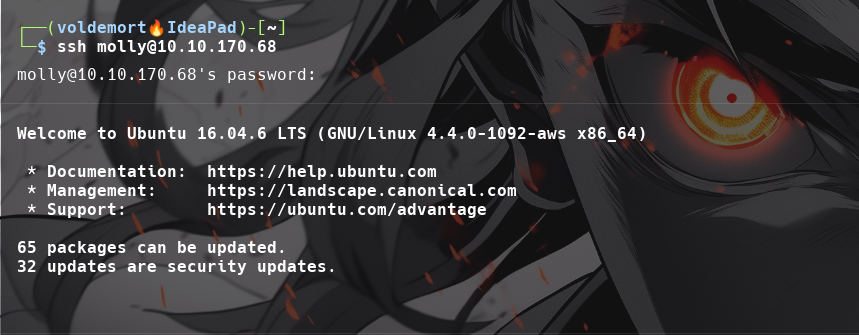 ┌──(voldemort🔥IdeaPad)-[~]
└─$ ssh molly@10.10.170.68
molly@10.10.170.68's password:
Welcome to Ubuntu 16.04.6 LTS (GNU/Linux 4.4.0-1092-aws x86_64)
* Documentation:  https://help.ubuntu.com
* Management:     https://landscape.canonical.com
* Support:        https://ubuntu.com/advantage
65 packages can be updated.
32 updates are security updates.